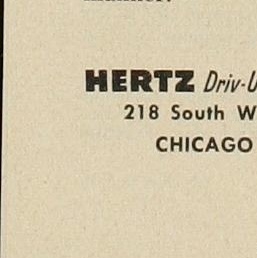 HERTZ Driv-U
218 South W
CHICAGO